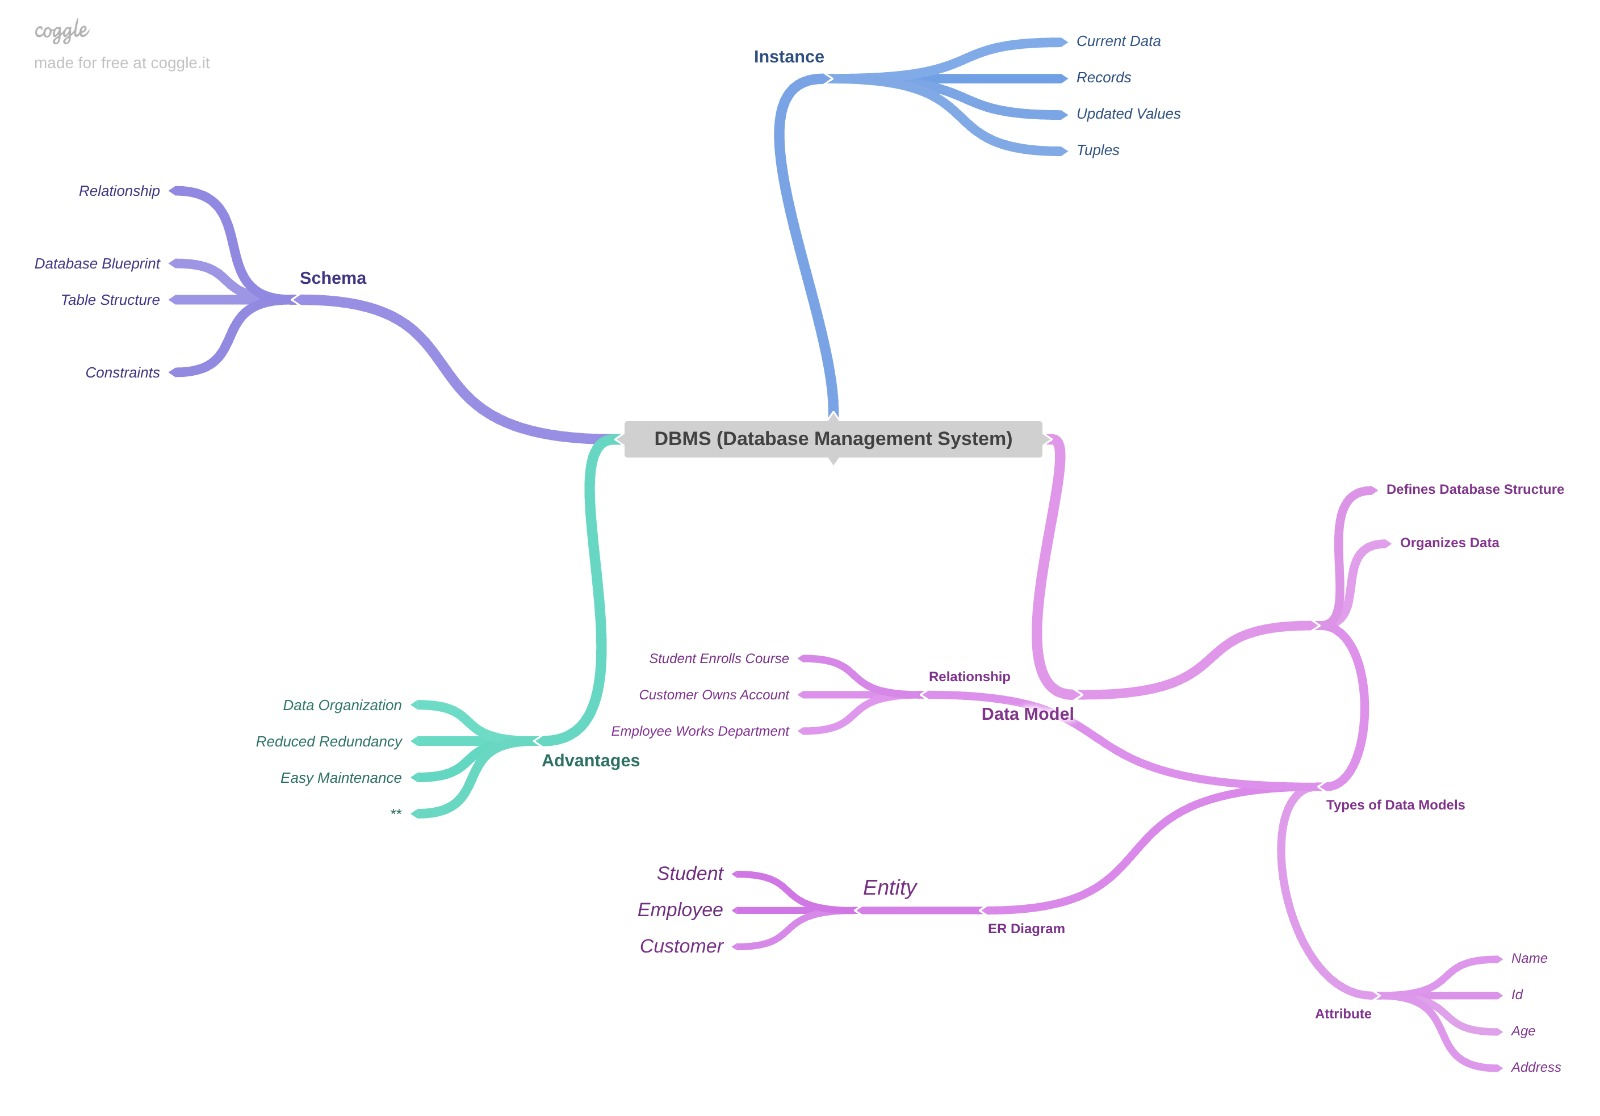 coggle
made for free at coggle.it
Instance
Current Data
Records
Updated Values
Tuples
Relationship
Database Blueprint
Table Structure
Constraints
Schema
DBMS (Database Management System)
Defines Database Structure
Organizes Data
Student Enrolls Course
Customer Owns Account
Employee Works Department
Relationship
Data Model
Data Organization
Reduced Redundancy
Easy Maintenance
**
Advantages
Types of Data Models
Student
Employee
Customer
Entity
ER Diagram
Attribute
Name
Id
Age
Address